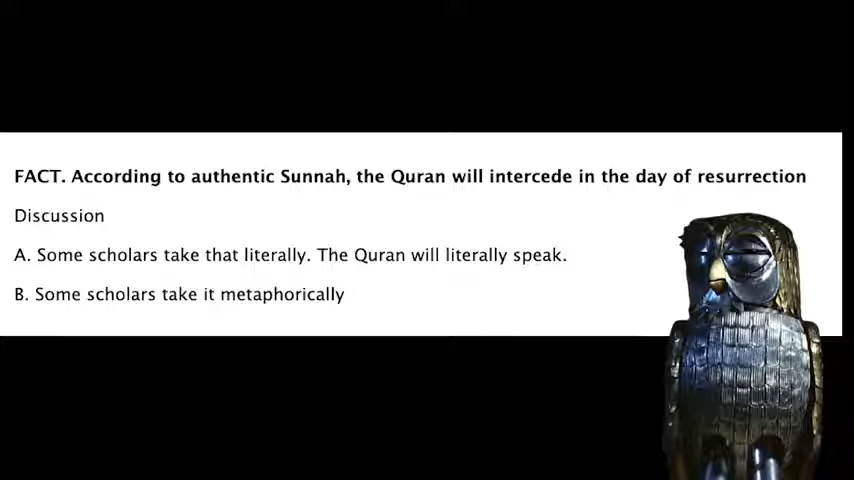 FACT. According to authentic Sunnah, the Quran will intercede in the day of resurrection
Discussion
A. Some scholars take that literally. The Quran will literally speak.
B. Some scholars take it metaphorically